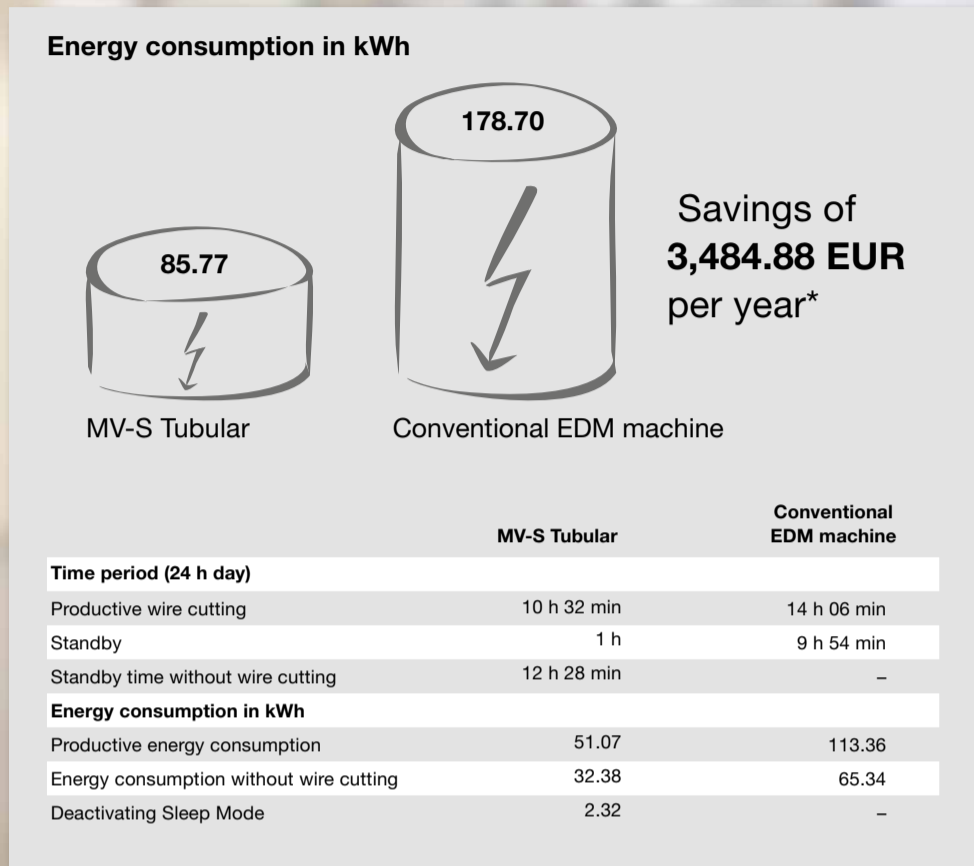 Energy consumption in kWh
178.70
85.77
Savings of
3,484.88 EUR
per year*
MV-S Tubular
Conventional EDM machine
MV-S Tubular Conventional EDM machine
Time period (24 h day)
Productive wire cutting 10 h 32 min 14 h 06 min
Standby 1 h 9 h 54 min
Standby time without wire cutting 12 h 28 min –
Energy consumption in kWh
Productive energy consumption 51.07 113.36
Energy consumption without wire cutting 32.38 65.34
Deactivating Sleep Mode 2.32 –